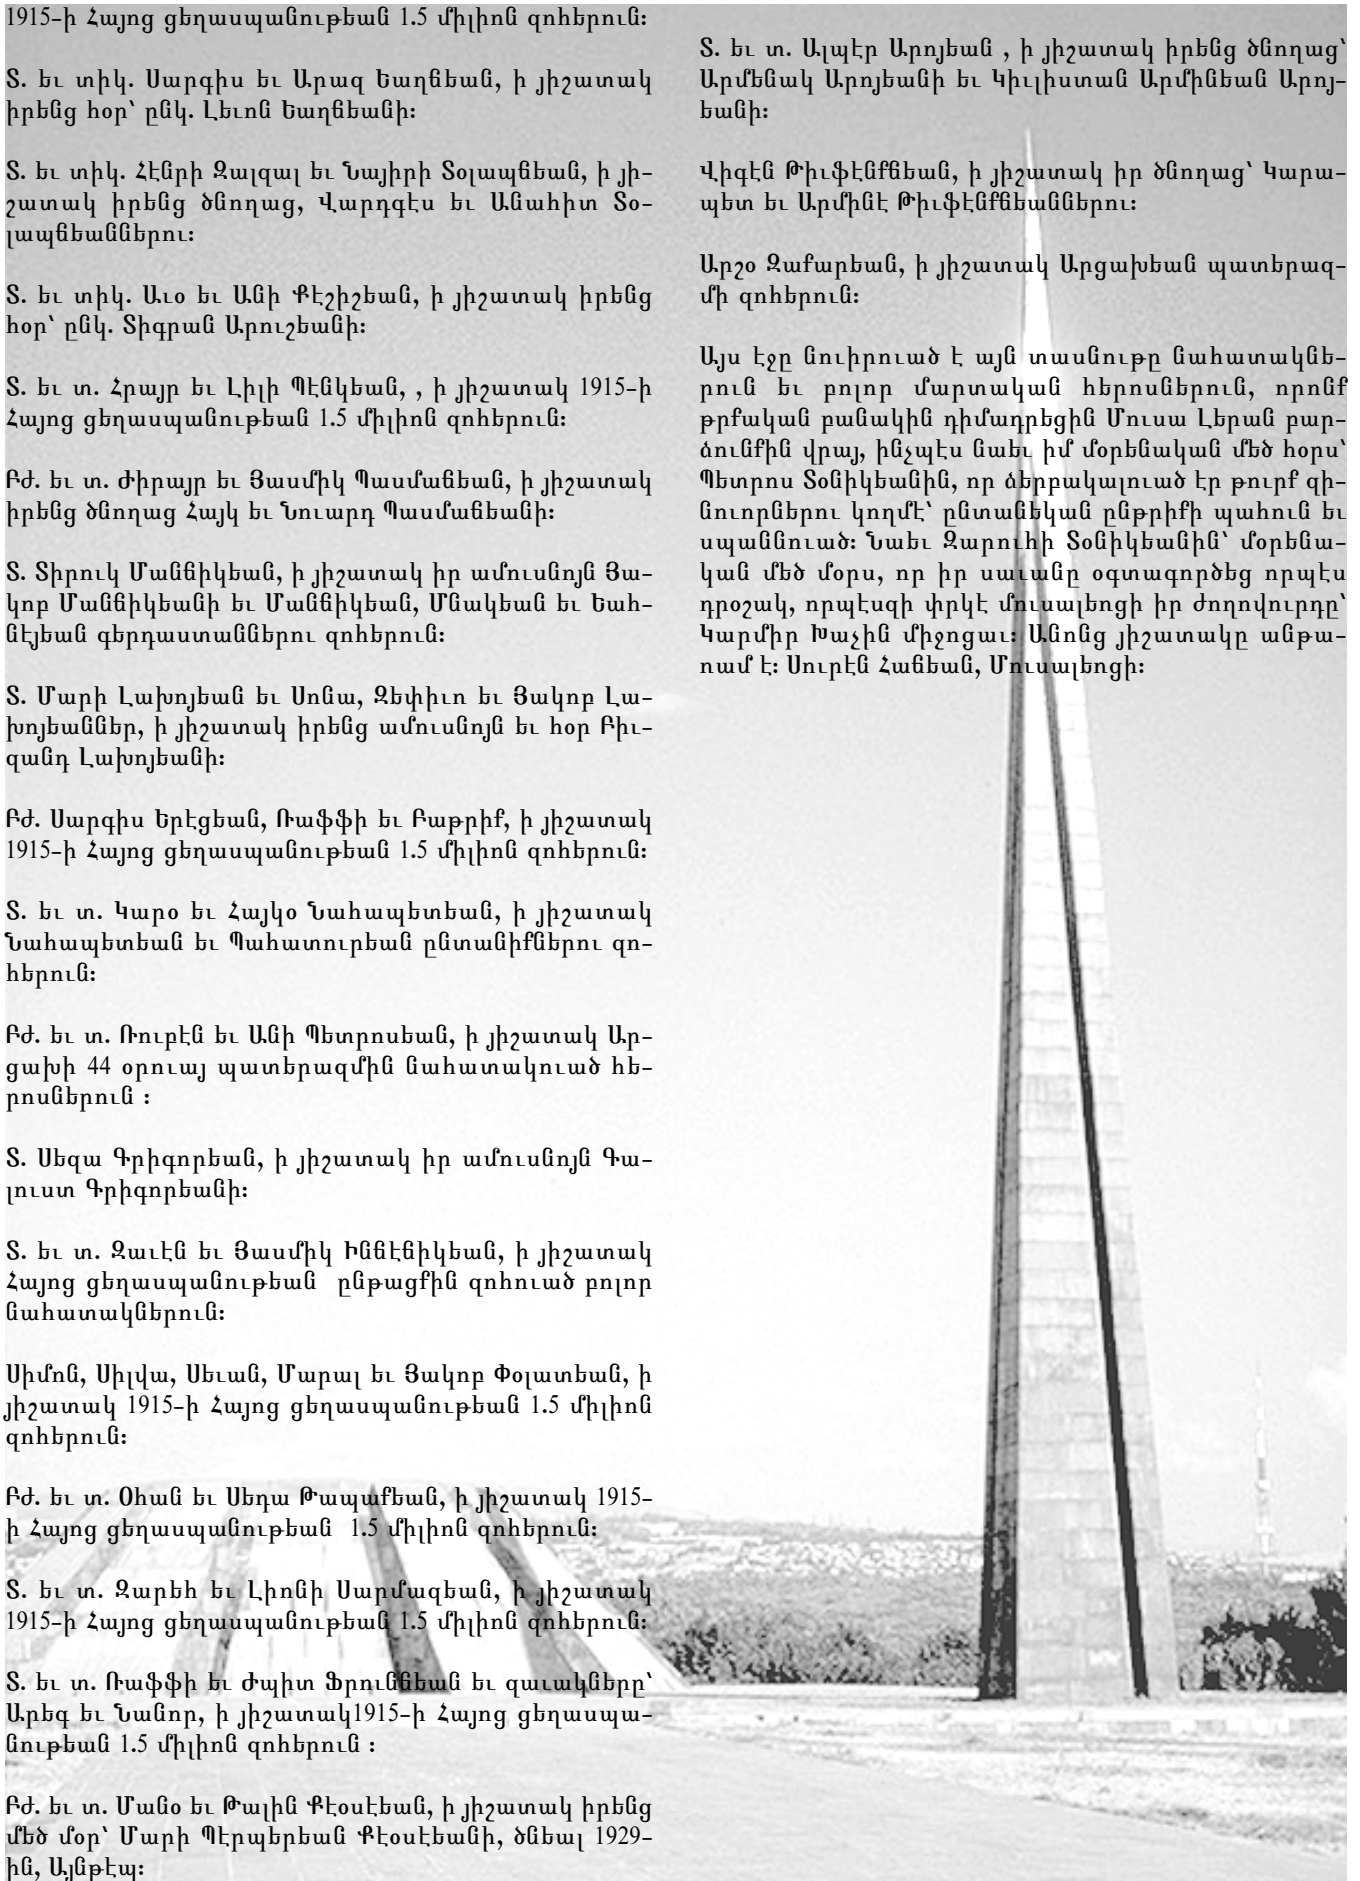 1915-ի Հայոց ցեղասպանութեան 1.5 միլիոն զոհերուն։
Տ. եւ տիկ. Սարգիս եւ Արազ Եաղճեան, ի յիշատակ
իրենց հօր՝ ընկ. Լեւոն Եաղճեանի։
Տ. եւ տիկ. Հէնրի Զալզալ եւ Նայիրի Տօլապճեան, ի յի-
շատակ իրենց ծնողաց, Վարդգէս եւ Անահիտ Տօ-
լապճեաններու։
Տ. եւ տիկ. Աւօ եւ Անի Քէշիշեան, ի յիշատակ իրենց
հօր՝ ընկ. Տիգրան Արուշեանի։
Տ. եւ տ. Հրայր եւ Լիլի Պէնկեան, , ի յիշատակ 1915-ի
Հայոց ցեղասպանութեան 1.5 միլիոն զոհերուն։
Բժ. եւ տ. Ժիրայր եւ Յասմիկ Պասմաճեան, ի յիշատակ
իրենց ծնողաց Հայկ եւ Նուարդ Պասմաճեանի։
Տ. Տիրուկ Մանճիկեան, ի յիշատակ իր ամուսնոյն Յա-
կոբ Մանճիկեանի եւ Մանճիկեան, Մնակեան եւ Եահ-
նէյեան գերդաստաններու զոհերուն։
Տ. Մարի Լախոյեան եւ Սոնա, Զեփիւռ եւ Յակոբ Լա-
խոյեաններ, ի յիշատակ իրենց ամուսնոյն եւ հօր Բիւ-
զանդ Լախոյեանի։
Բժ. Սարգիս Երէցեան, Րաֆֆի եւ Բաթրիք, ի յիշատակ
1915-ի Հայոց ցեղասպանութեան 1.5 միլիոն զոհերուն։
Տ. եւ տ. Կարօ եւ Հայկօ Նահապետեան, ի յիշատակ
Նահապետեան եւ Պահատուրեան ընտանիքներու զո-
հերուն։
Բժ. եւ տ. Րուբէն եւ Անի Պետրոսեան, ի յիշատակ Ար-
ցախի 44 օրուայ պատերազմին նահատակուած հե-
րոսներուն ։
Տ. Սեզա Գրիգորեան, ի յիշատակ իր ամուսնոյն Գա-
լուստ Գրիգորեանի։
Տ. եւ տ. Զաւէն եւ Յասմիկ Ինճէճիկեան, ի յիշատակ
Հայոց ցեղասպանութեան  ընթացքին զոհուած բոլոր
նահատակներուն։
Սիմոն, Սիլվա, Սեւան, Մարալ եւ Յակոբ Փօլատեան, ի
յիշատակ 1915-ի Հայոց ցեղասպանութեան 1.5 միլիոն
զոհերուն։
Բժ. եւ տ. Օհան եւ Սեդա Թապաքեան, ի յիշատակ 1915-
ի Հայոց ցեղասպանութեան  1.5 միլիոն զոհերուն։
Տ. եւ տ. Զարեհ եւ Լիոնի Սարմազեան, ի յիշատակ
1915-ի Հայոց ցեղասպանութեան 1.5 միլիոն զոհերուն։
Տ. եւ տ. Րաֆֆի եւ Ժպիտ Ֆրունճեան եւ զաւակները՝
Արեգ եւ Նանոր, ի յիշատակ1915-ի Հայոց ցեղասպա-
նութեան 1.5 միլիոն զոհերուն ։
Բժ. եւ տ. Մանօ եւ Թալին Քէօսէեան, ի յիշատակ իրենց
մեծ մօր՝ Մարի Պէրպերեան Քէօսէեանի, ծնեալ 1929-
ին, Այնթէպ։
Տ. եւ տ. Ալպէր Արոյեան , ի յիշատակ իրենց ծնողաց՝
Արմենակ Արոյեանի եւ Կիւլիստան Արմինեան Արոյ-
եանի։
Վիգէն Թիւֆէնքճեան, ի յիշատակ իր ծնողաց՝ Կարա-
պետ եւ Արմինէ Թիւֆէնքճեաններու։
Արշօ Զաքարեան, ի յիշատակ Արցախեան պատերազ-
մի զոհերուն։
Այս էջը նուիրուած է այն տասնութը նահատակնե-
րուն եւ բոլոր մարտական հերոսներուն, որոնք
թրքական բանակին դիմադրեցին Մուսա Լերան բար-
ձունքին վրայ, ինչպէս նաեւ իմ մօրենական մեծ հօրս՝
Պետրոս Տօնիկեանին, որ ձերբակալուած էր թուրք զի-
նուորներու կողմէ՝ ընտանեկան ընթրիքի պահուն եւ
սպաննուած։ Նաեւ Զարուհի Տօնիկեանին՝ մօրենա-
կան մեծ մօրս, որ իր սաւանը օգտագործեց որպէս
դրօշակ, որպէսզի փրկէ մուսալեռցի իր ժողովուրդը՝
Կարմիր Խաչին միջոցաւ։ Անոնց յիշատակը անթա-
ռամ է։ Սուրէն Հաճեան, Մուսալեռցի։